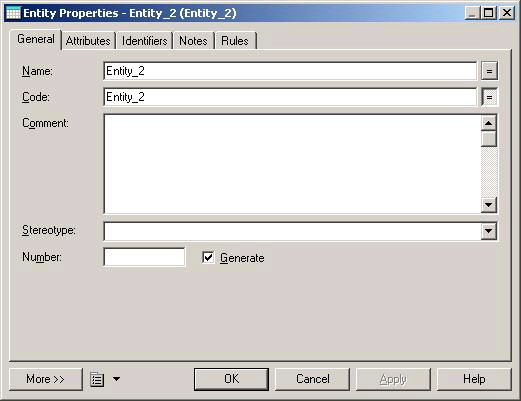 Entity Properties - Entity_2 (Entity_2)
General Attributes Identifiers Notes Rules
Name: Entity_2 =
Code: Entity_2 =
Comment:
Stereotype:
Number: Generate
More >> OK Cancel Apply Help